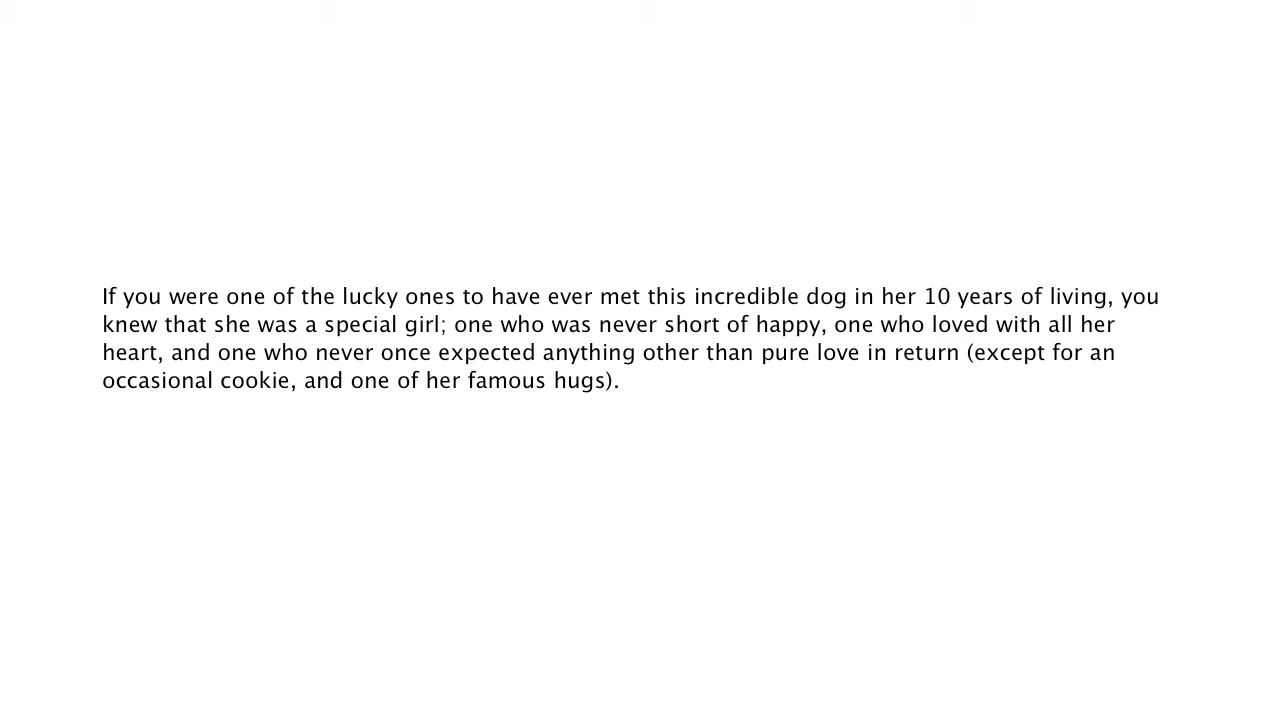 If you were one of the lucky ones to have ever met this incredible dog in her 10 years of living, you
knew that she was a special girl; one who was never short of happy, one who loved with all her
heart, and one who never once expected anything other than pure love in return (except for an
occasional cookie, and one of her famous hugs).